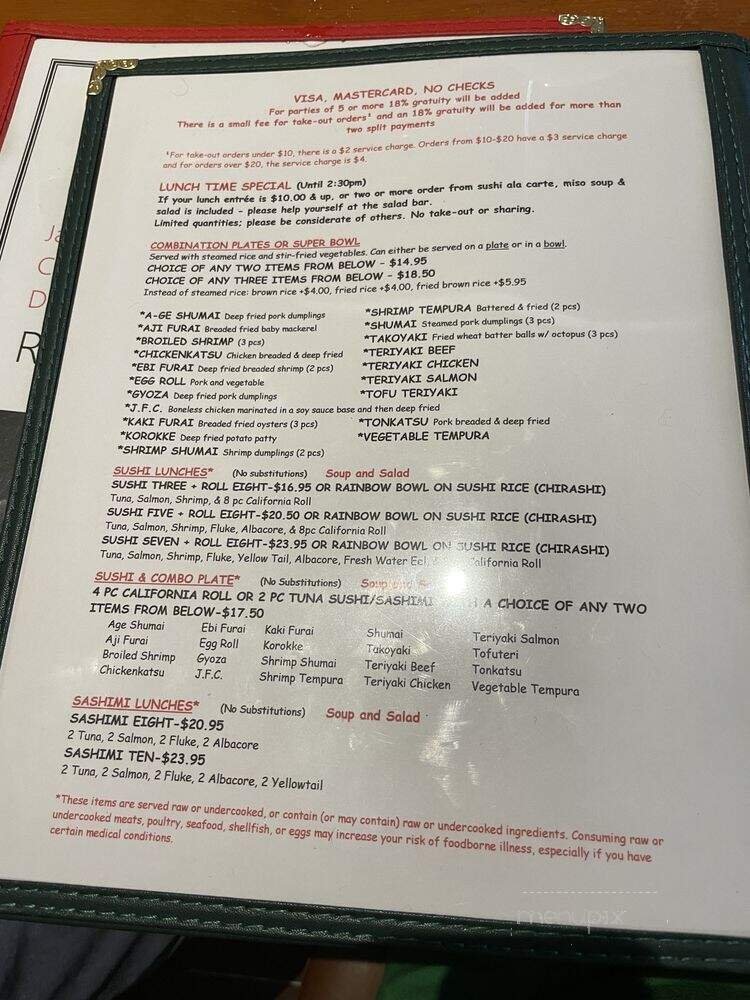 VISA, MASTERCARD, NO CHECKS
For parties of 5 or more 18% gratuity will be added
There is a small fee for take-out orders¹ and an 18% gratuity will be added for more than
two split payments
¹For take-out orders under $10, there is a $2 service charge. Orders from $10-$20 have a $3 service charge
and for orders over $20, the service charge is $4.
LUNCH TIME SPECIAL (Until 2:30pm)
If your lunch entrée is $10.00 & up, or two or more order from sushi ala carte, miso soup &
salad is included - please help yourself at the salad bar.
Limited quantities; please be considerate of others. No take-out or sharing.
COMBINATION PLATES OR SUPER BOWL
Served with steamed rice and stir-fried vegetables. Can either be served on a plate or in a bowl.
CHOICE OF ANY TWO ITEMS FROM BELOW - $14.95
CHOICE OF ANY THREE ITEMS FROM BELOW - $18.50
Instead of steamed rice: brown rice +$4.00, fried rice +$4.00, fried brown rice +$5.95
*A-GE SHUMAI Deep fried pork dumplings
*AJI FURAI Breaded fried baby mackerel
*BROILED SHRIMP (3 pcs)
*CHICKENKATSU Chicken breaded & deep fried
*EBI FURAI Deep fried breaded shrimp (2 pcs)
*EGG ROLL Pork and vegetable
*GYOZA Deep fried pork dumplings
*J.F.C. Boneless chicken marinated in a soy sauce base and then deep fried
*KAKI FURAI Breaded fried oysters (3 pcs)
*KOROKKE Deep fried potato patty
*SHRIMP SHUMAI Shrimp dumplings (2 pcs)
*SHRIMP TEMPURA Battered & fried (2 pcs)
*SHUMAI Steamed pork dumplings (3 pcs)
*TAKOYAKI Fried wheat batter balls w/ octopus (3 pcs)
*TERIYAKI BEEF
*TERIYAKI CHICKEN
*TERIYAKI SALMON
*TOFU TERIYAKI
*TONKATSU Pork breaded & deep fried
*VEGETABLE TEMPURA
SUSHI LUNCHES* (No substitutions) Soup and Salad
SUSHI THREE + ROLL EIGHT-$16.95 OR RAINBOW BOWL ON SUSHI RICE (CHIRASHI)
Tuna, Salmon, Shrimp, & 8 pc California Roll
SUSHI FIVE + ROLL EIGHT-$20.50 OR RAINBOW BOWL ON SUSHI RICE (CHIRASHI)
Tuna, Salmon, Shrimp, Fluke, Albacore, & 8pc California Roll
SUSHI SEVEN + ROLL EIGHT-$23.95 OR RAINBOW BOWL ON SUSHI RICE (CHIRASHI)
Tuna, Salmon, Shrimp, Fluke, Yellow Tail, Albacore, Fresh Water Eel, California Roll
SUSHI & COMBO PLATE* (No Substitutions) Soup and
4 PC CALIFORNIA ROLL OR 2 PC TUNA SUSHI/SASHIMI A CHOICE OF ANY TWO
ITEMS FROM BELOW-$17.50
Age Shumai Ebi Furai Kaki Furai Shumai Teriyaki Salmon
Aji Furai Egg Roll Korokke Takoyaki Tofuteri
Broiled Shrimp Gyoza Shrimp Shumai Teriyaki Beef Tonkatsu
Chickenkatsu J.F.C. Shrimp Tempura Teriyaki Chicken Vegetable Tempura
SASHIMI LUNCHES* (No Substitutions) Soup and Salad
SASHIMI EIGHT-$20.95
2 Tuna, 2 Salmon, 2 Fluke, 2 Albacore
SASHIMI TEN-$23.95
2 Tuna, 2 Salmon, 2 Fluke, 2 Albacore, 2 Yellowtail
*These items are served raw or undercooked, or contain (or may contain) raw or undercooked ingredients. Consuming raw or
undercooked meats, poultry, seafood, shellfish, or eggs may increase your risk of foodborne illness, especially if you have
certain medical conditions.
menupix